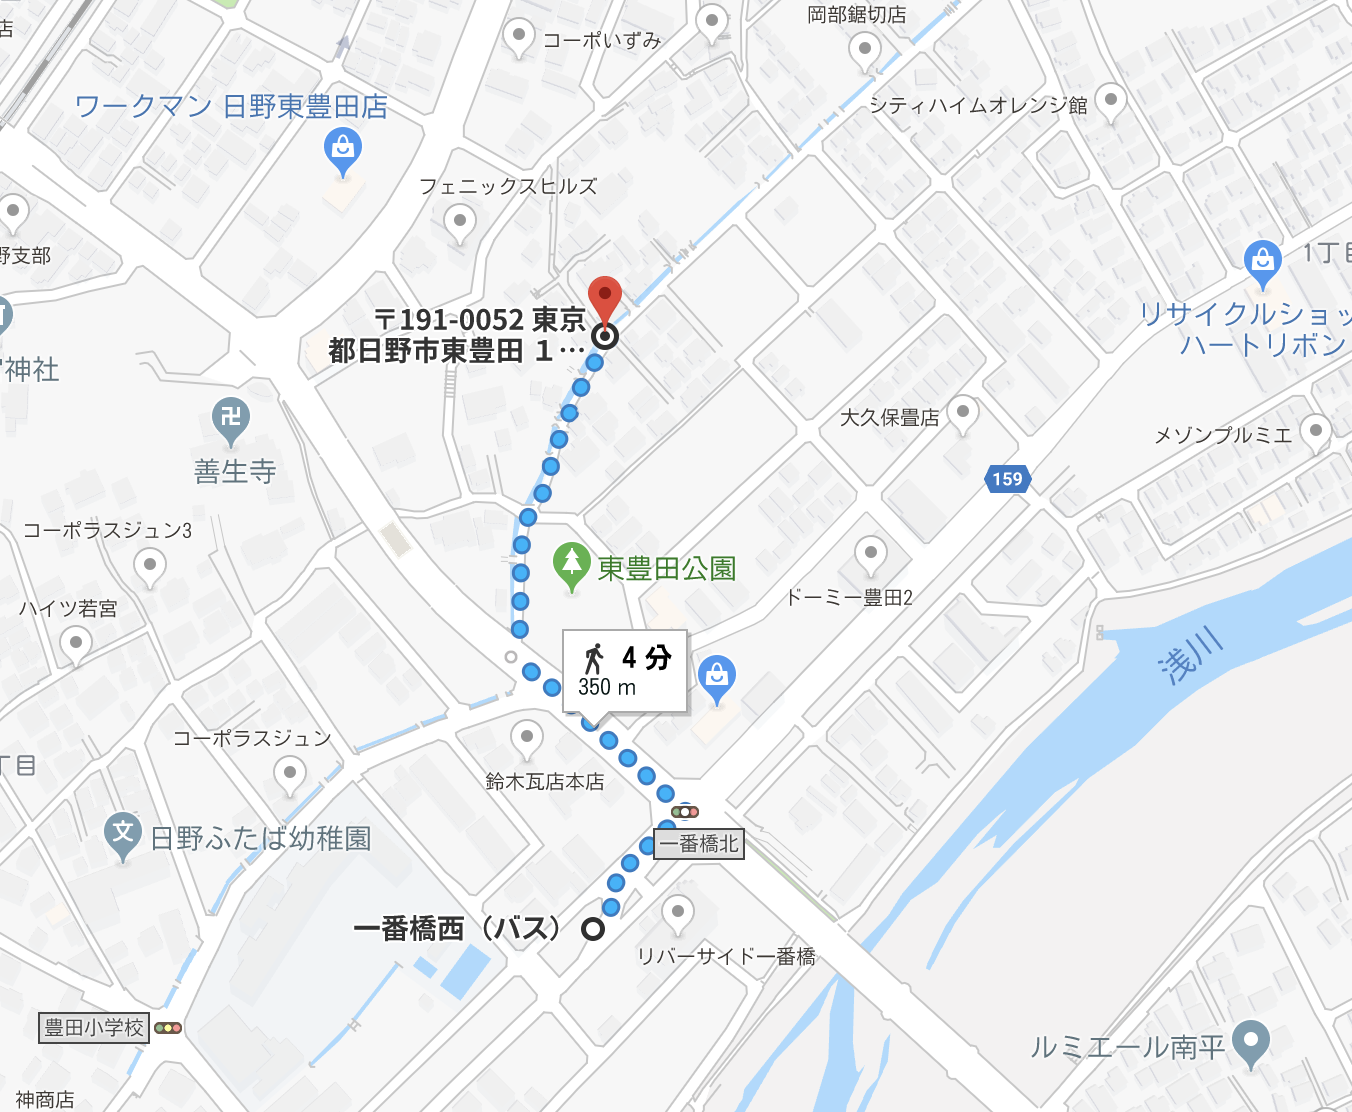 店
コーポいずみ
岡部鋸切店
ワークマン 日野東豊田店
シティハイムオレンジ館
フェニックスヒルズ
野支部
1丁目
〒191-0052 東京
都日野市東豊田 1…
リサイクルショッ
ハートリボン
神社
大久保畳店
メゾンプルミエ
善生寺
159
コーポラスジュン3
東豊田公園
ハイツ若宮
ドーミー豊田2
浅川
4 分
350 m
コーポラスジュン
丁目
鈴木瓦店本店
日野ふたば幼稚園
文
一番橋北
一番橋西（バス）
リバーサイド一番橋
豊田小学校
ルミエール南平
神商店